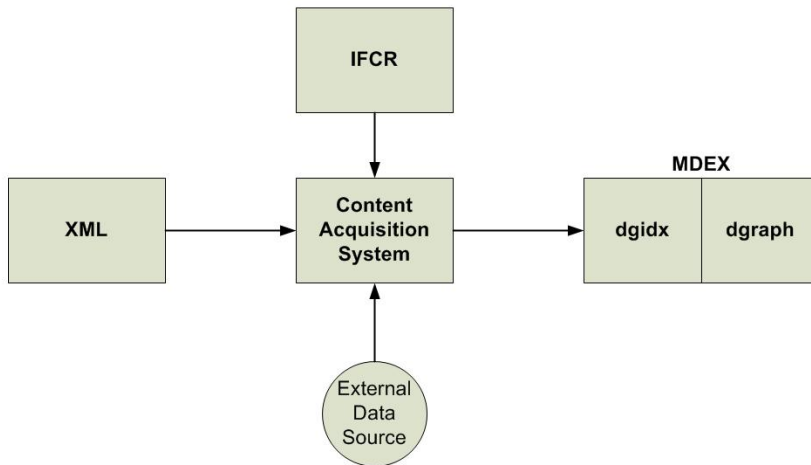 IFCR
MDEX
XML
Content
Acquisition
System
dgidx
dgraph
External
Data
Source